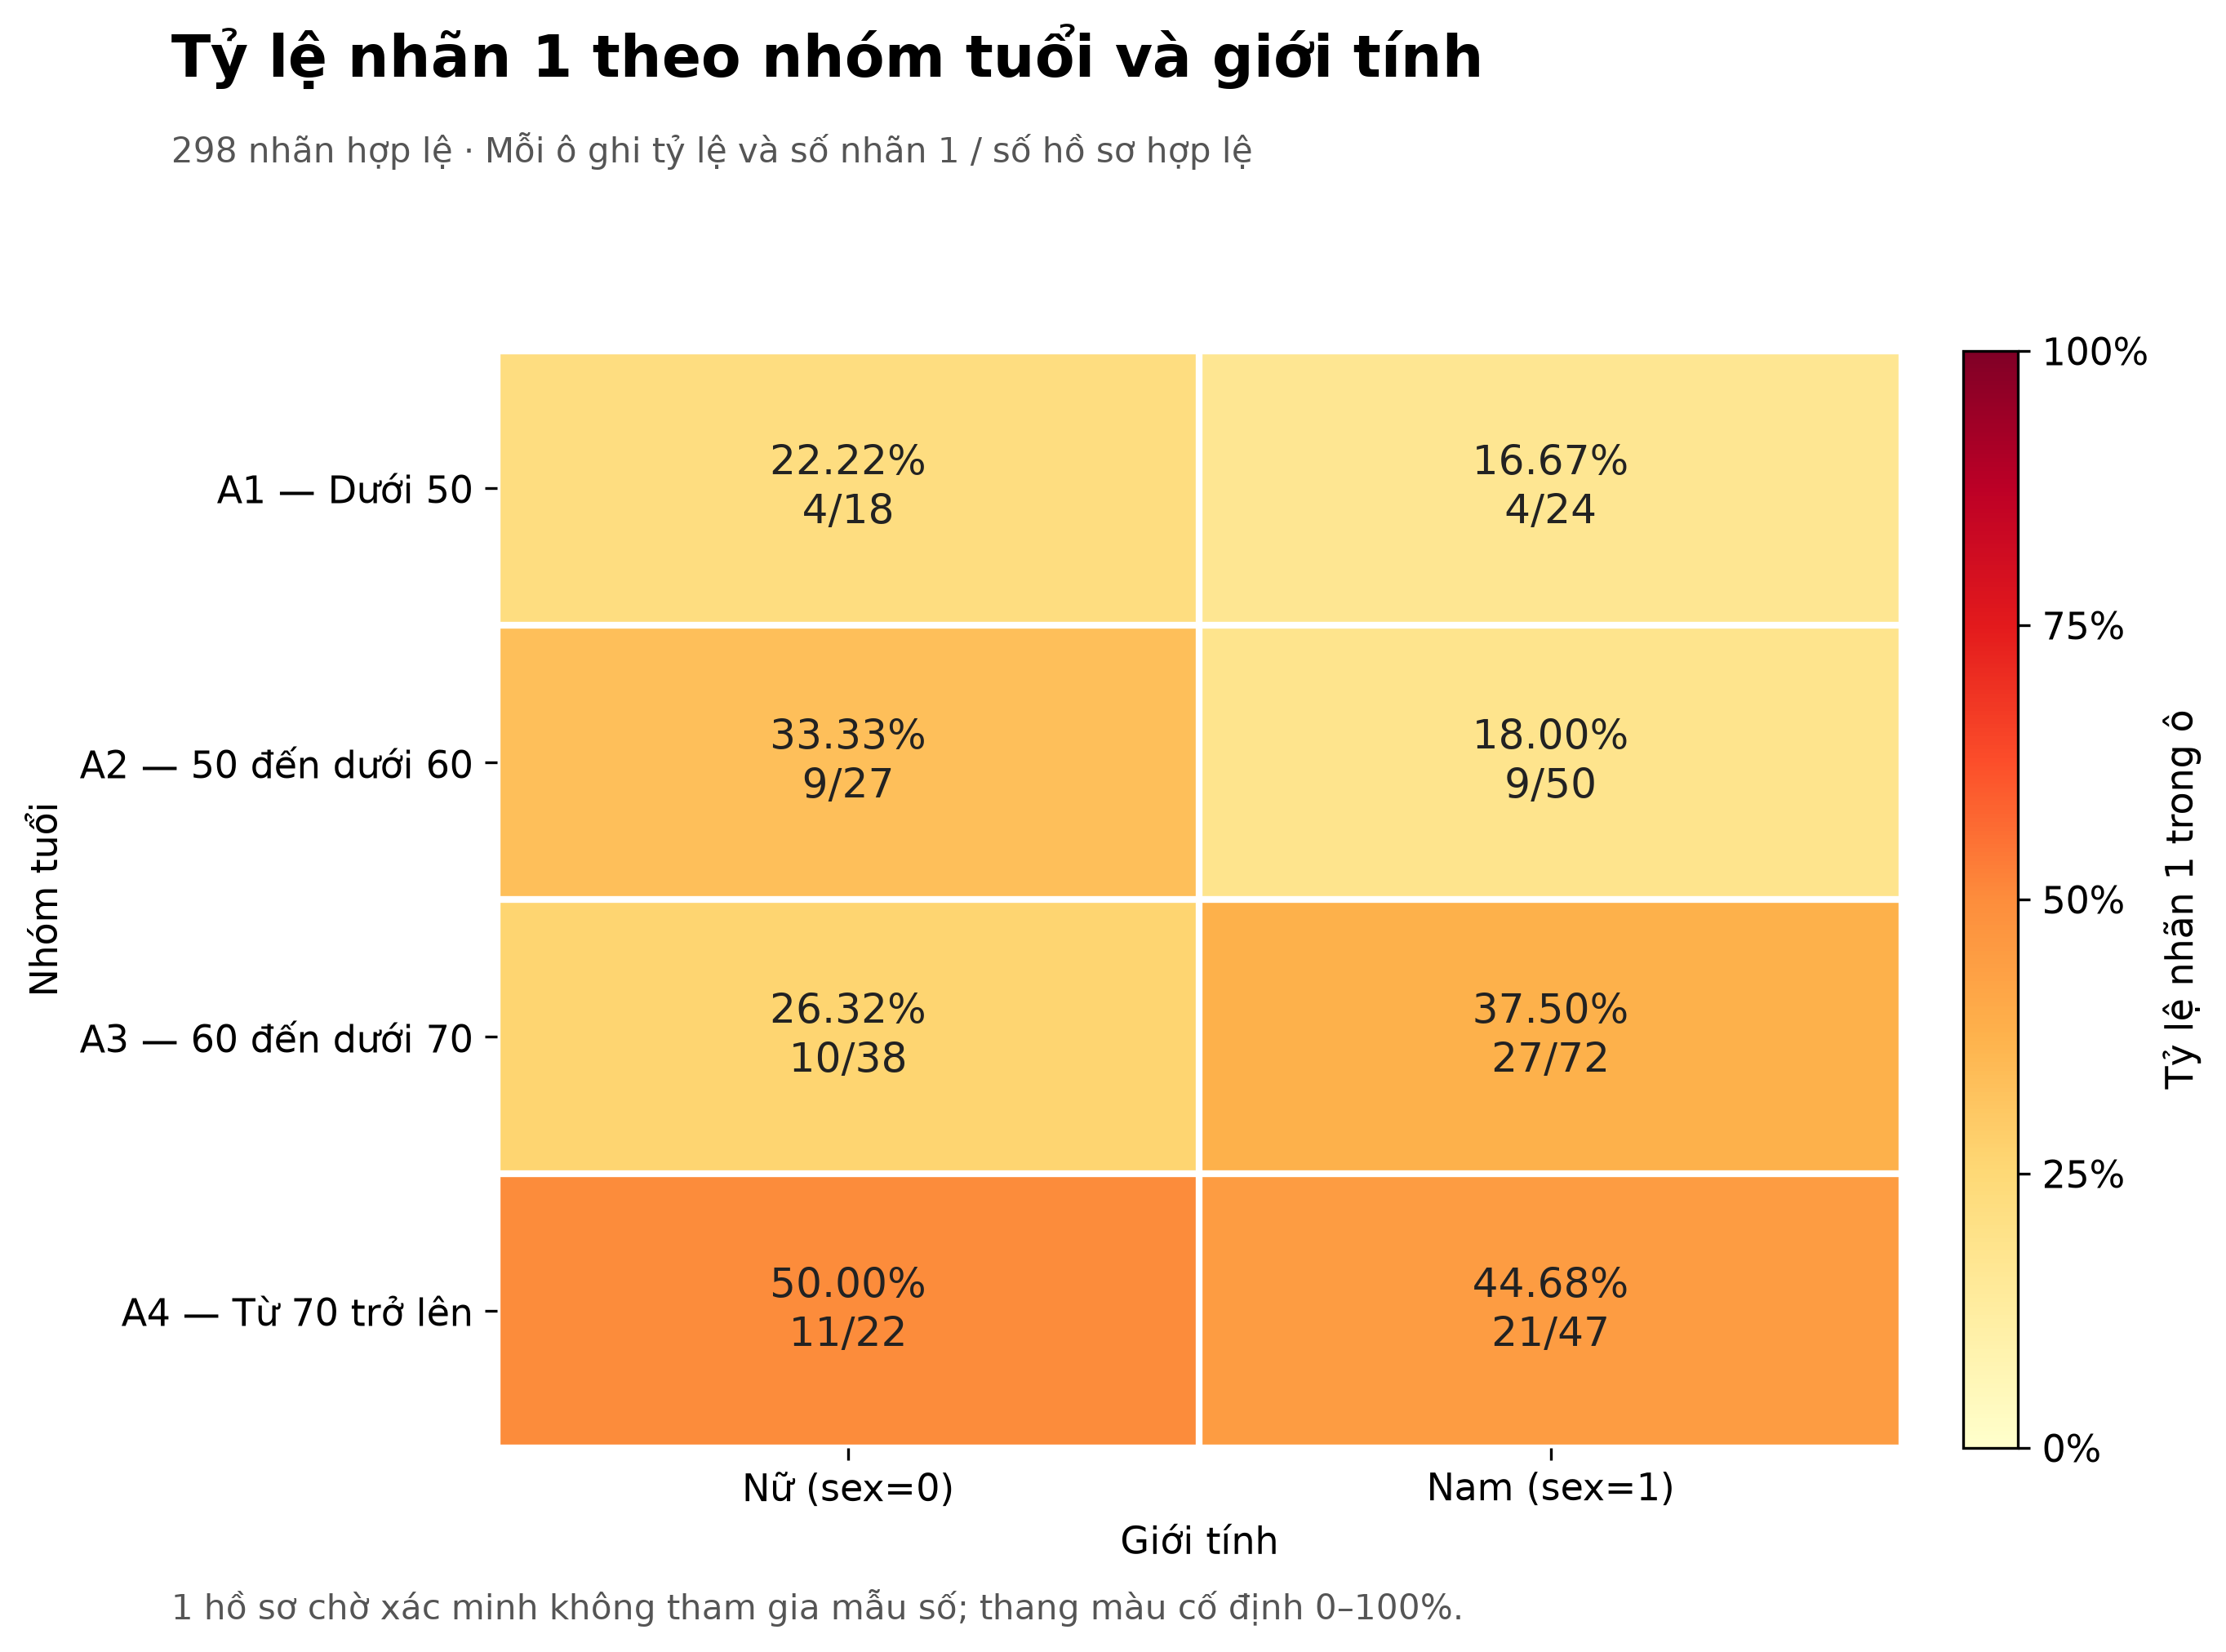 Tỷ lệ nhãn 1 theo nhóm tuổi và giới tính
298 nhãn hợp lệ · Mỗi ô ghi tỷ lệ và số nhãn 1 / số hồ sơ hợp lệ
Nhóm tuổi
A1 — Dưới 50
22.22%
4/18
16.67%
4/24
A2 — 50 đến dưới 60
33.33%
9/27
18.00%
9/50
A3 — 60 đến dưới 70
26.32%
10/38
37.50%
27/72
A4 — Từ 70 trở lên
50.00%
11/22
44.68%
21/47
Nữ (sex=0)
Nam (sex=1)
Giới tính
100%
75%
50%
25%
0%
Tỷ lệ nhãn 1 trong ô
1 hồ sơ chờ xác minh không tham gia mẫu số; thang màu cố định 0–100%.